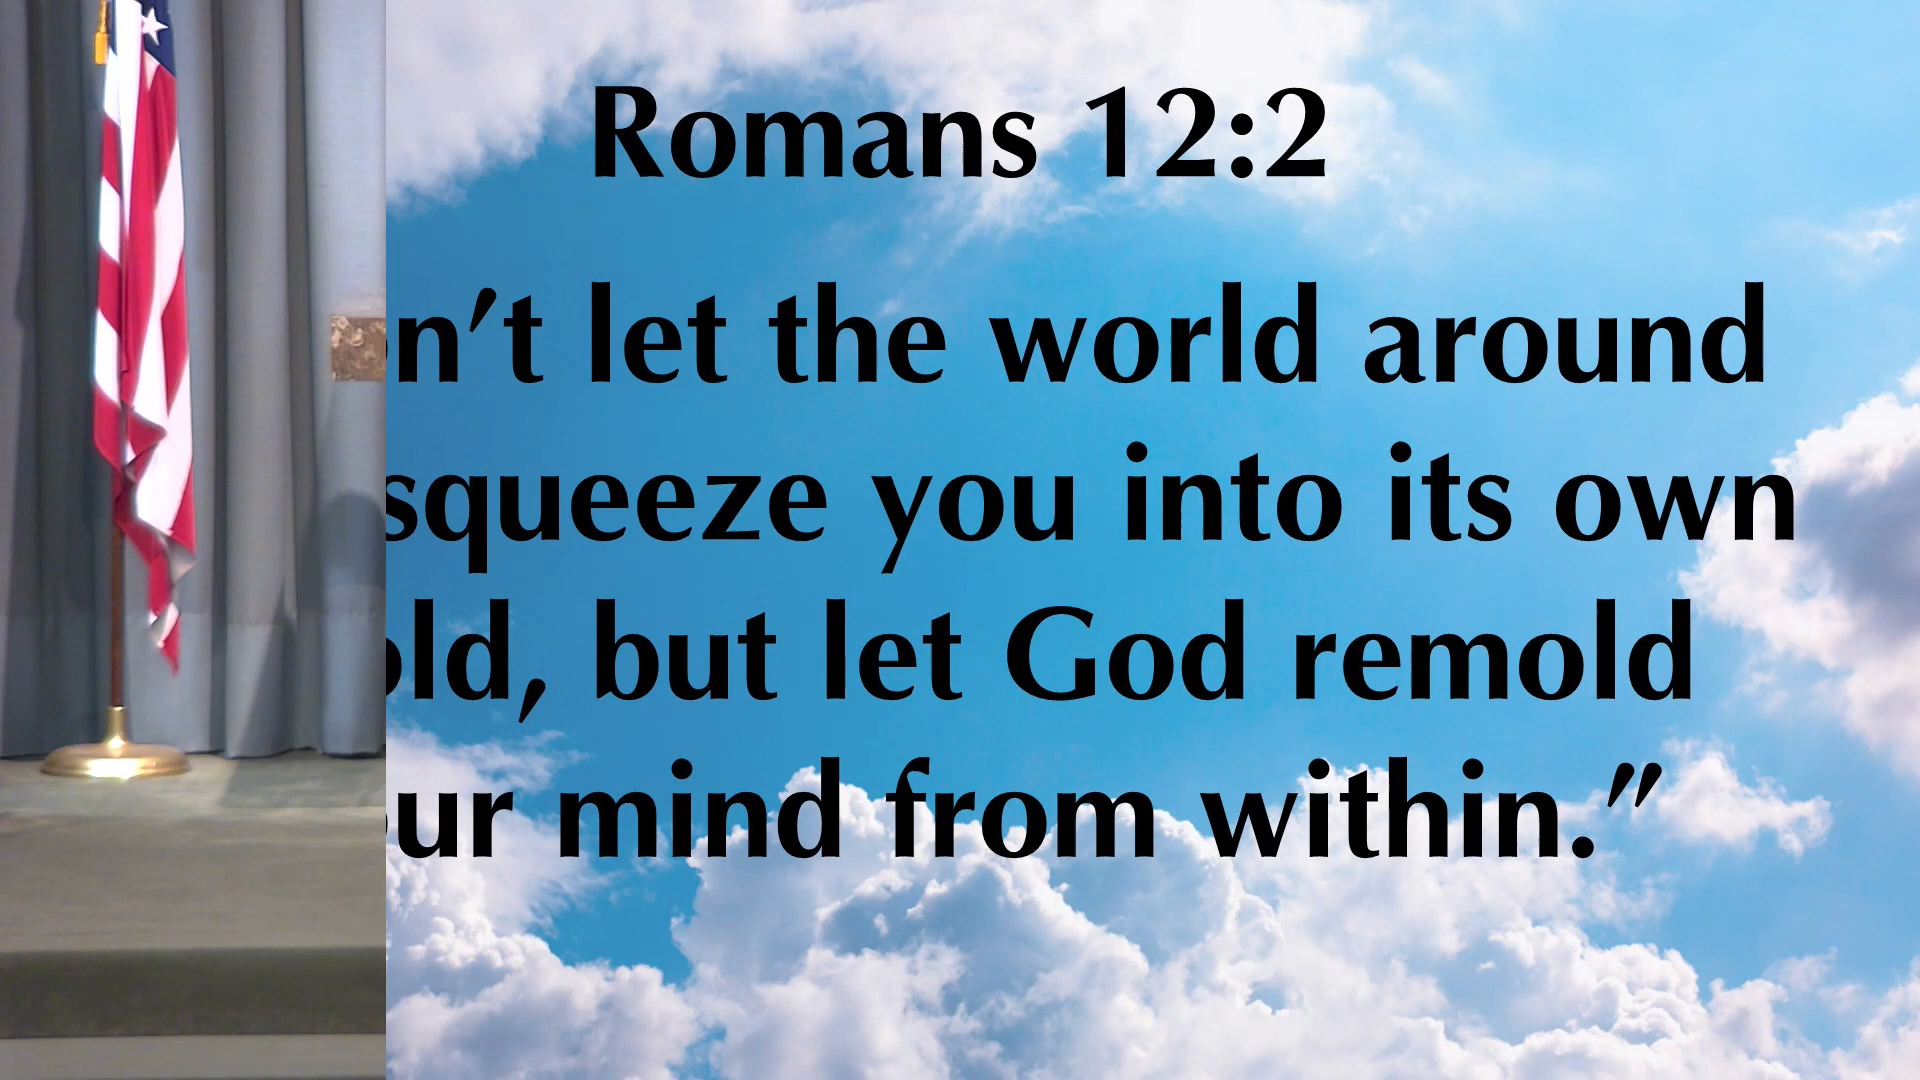 Romans 12:2
n’t let the world around
squeeze you into its own
old, but let God remold
ur mind from within.”